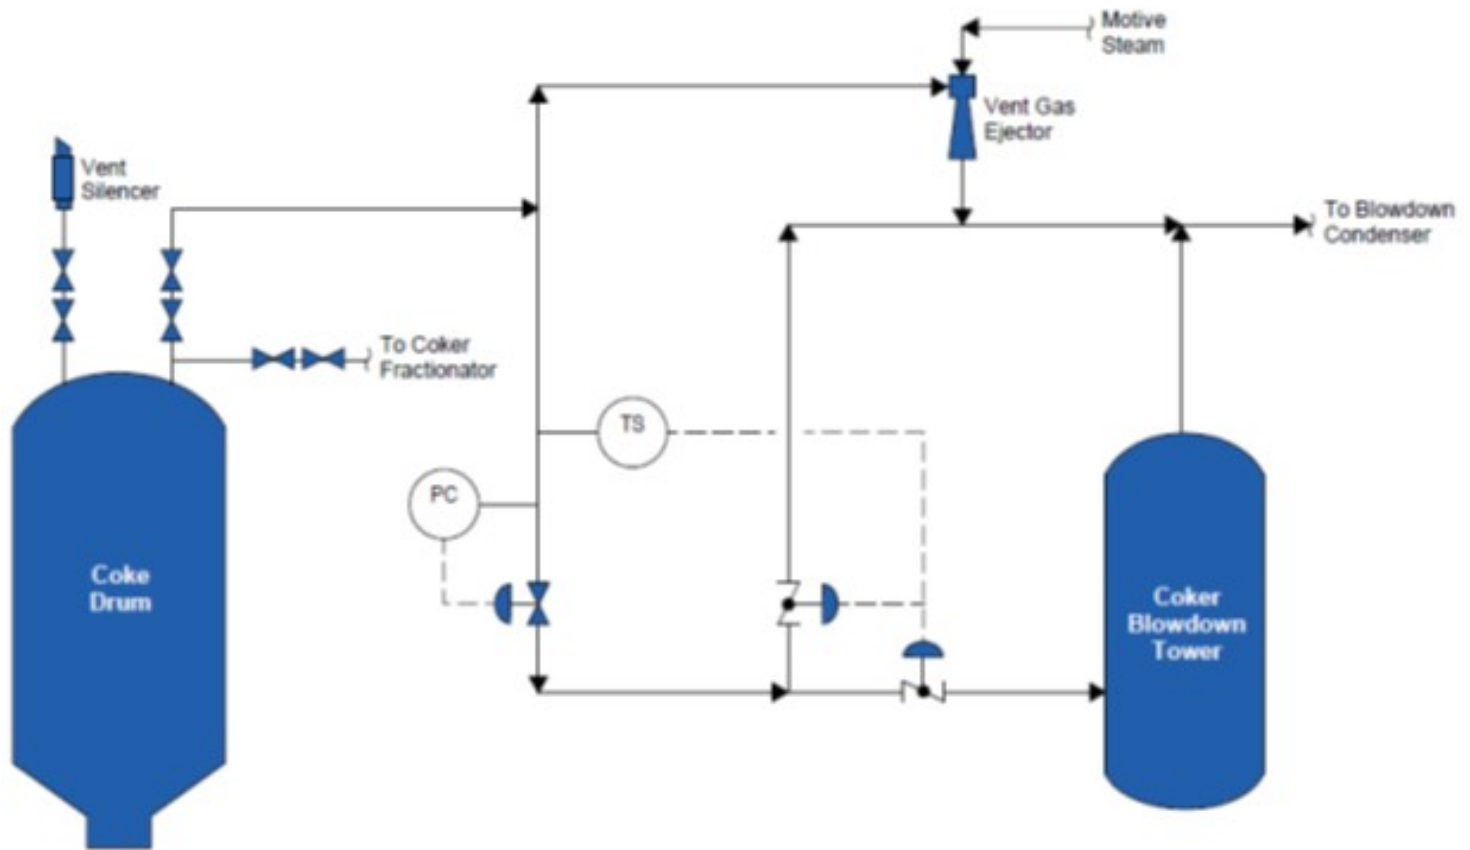 Motive
Steam
Vent Gas
Ejector
Vent
Silencer
To Blowdown
Condenser
To Coker
Fractionator
TS
PC
Coke
Drum
Coker
Blowdown
Tower